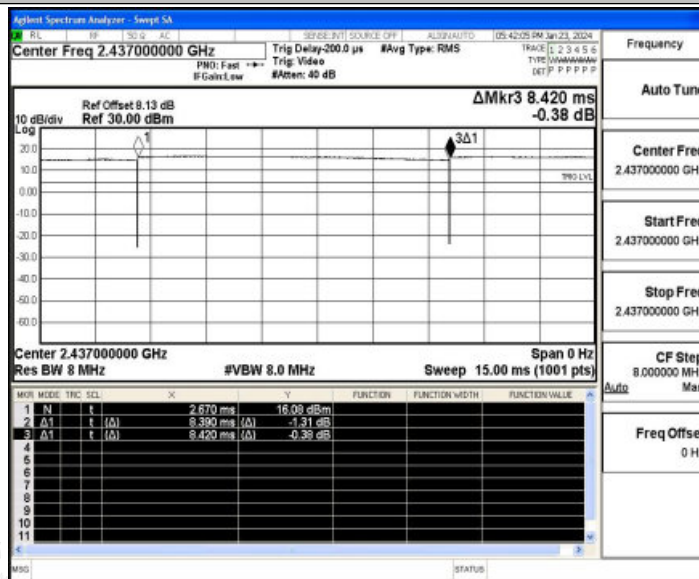 Agilent Spectrum Analyzer - Swept SA
RL RF 50 Ω AC SENSE:INT SOURCE OFF ALIGNAUTO 05:42:05 PM Jan 23, 2024
Center Freq 2.437000000 GHz
PNO: Fast
IFGain:Low
Trig Delay-200.0 µs
Trig: Video
#Atten: 40 dB
#Avg Type: RMS
TRACE 1 2 3 4 5 6
TYPE
DET P P P P P P
Frequency
Auto Tune
Ref Offset 8.13 dB
Ref 30.00 dBm
ΔMkr3 8.420 ms
-0.38 dB
10 dB/div
Log
1
3Δ1
TRIG LVL
20.0
10.0
0.00
-10.0
-20.0
-30.0
-40.0
-50.0
-60.0
Center Freq
2.437000000 GH
Start Freq
2.437000000 GH
Stop Freq
2.437000000 GH
CF Step
8.000000 MH
Auto Ma
Freq Offse
0 H
Center 2.437000000 GHz Span 0 Hz
Res BW 8 MHz #VBW 8.0 MHz Sweep 15.00 ms (1001 pts)
MKR MODE TRC SCL X Y FUNCTION FUNCTION WIDTH FUNCTION VALUE
1 N t 2.670 ms 16.08 dBm
2 Δ1 t (Δ) 8.390 ms (Δ) -1.31 dB
3 Δ1 t (Δ) 8.420 ms (Δ) -0.38 dB
4
5
6
7
8
9
10
11
MSG STATUS